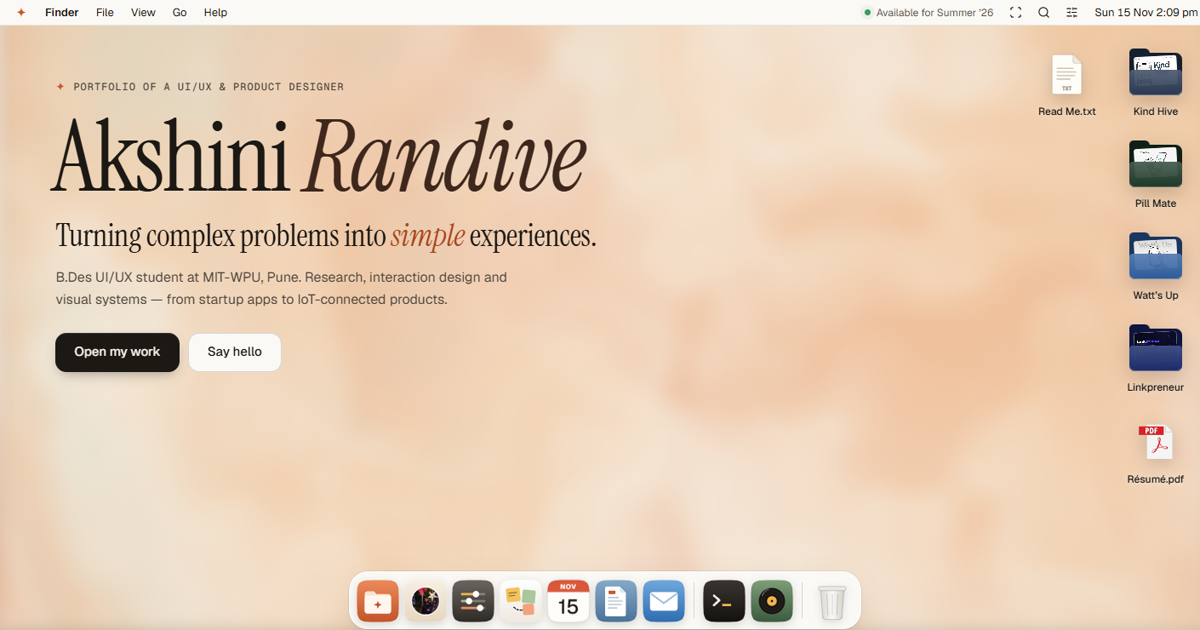 Finder File View Go Help
Available for Summer '26
Sun 15 Nov 2:09 pm
PORTFOLIO OF A UI/UX & PRODUCT DESIGNER
Akshini Randive
Turning complex problems into simple experiences.
B.Des UI/UX student at MIT-WPU, Pune. Research, interaction design and
visual systems — from startup apps to IoT-connected products.
Open my work
Say hello
TXT
Read Me.txt
Kind
Kind Hive
Pill Mate
Watt's Up
Linkpreneur
PDF
Résumé.pdf
NOV
15